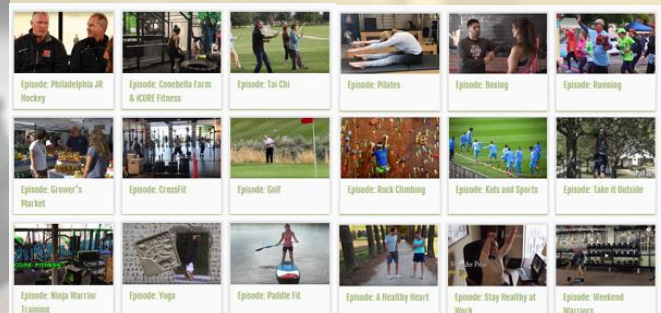 Episode: Philadelphia JR
Hockey
Episode: Conebella Farm
& iCORE Fitness
Episode: Tai Chi
Episode: Pilates
Episode: Boxing
Episode: Running
Episode: Grower's
Market
Episode: CrossFit
Episode: Golf
Episode: Rock Climbing
Episode: Kids and Sports
Episode: Take it Outside
Episode: Ninja Warrior
Training
Episode: Yoga
Episode: Paddle Fit
Episode: A Healthy Heart
Episode: Stay Healthy at
Work
Episode: Weekend
Warriors